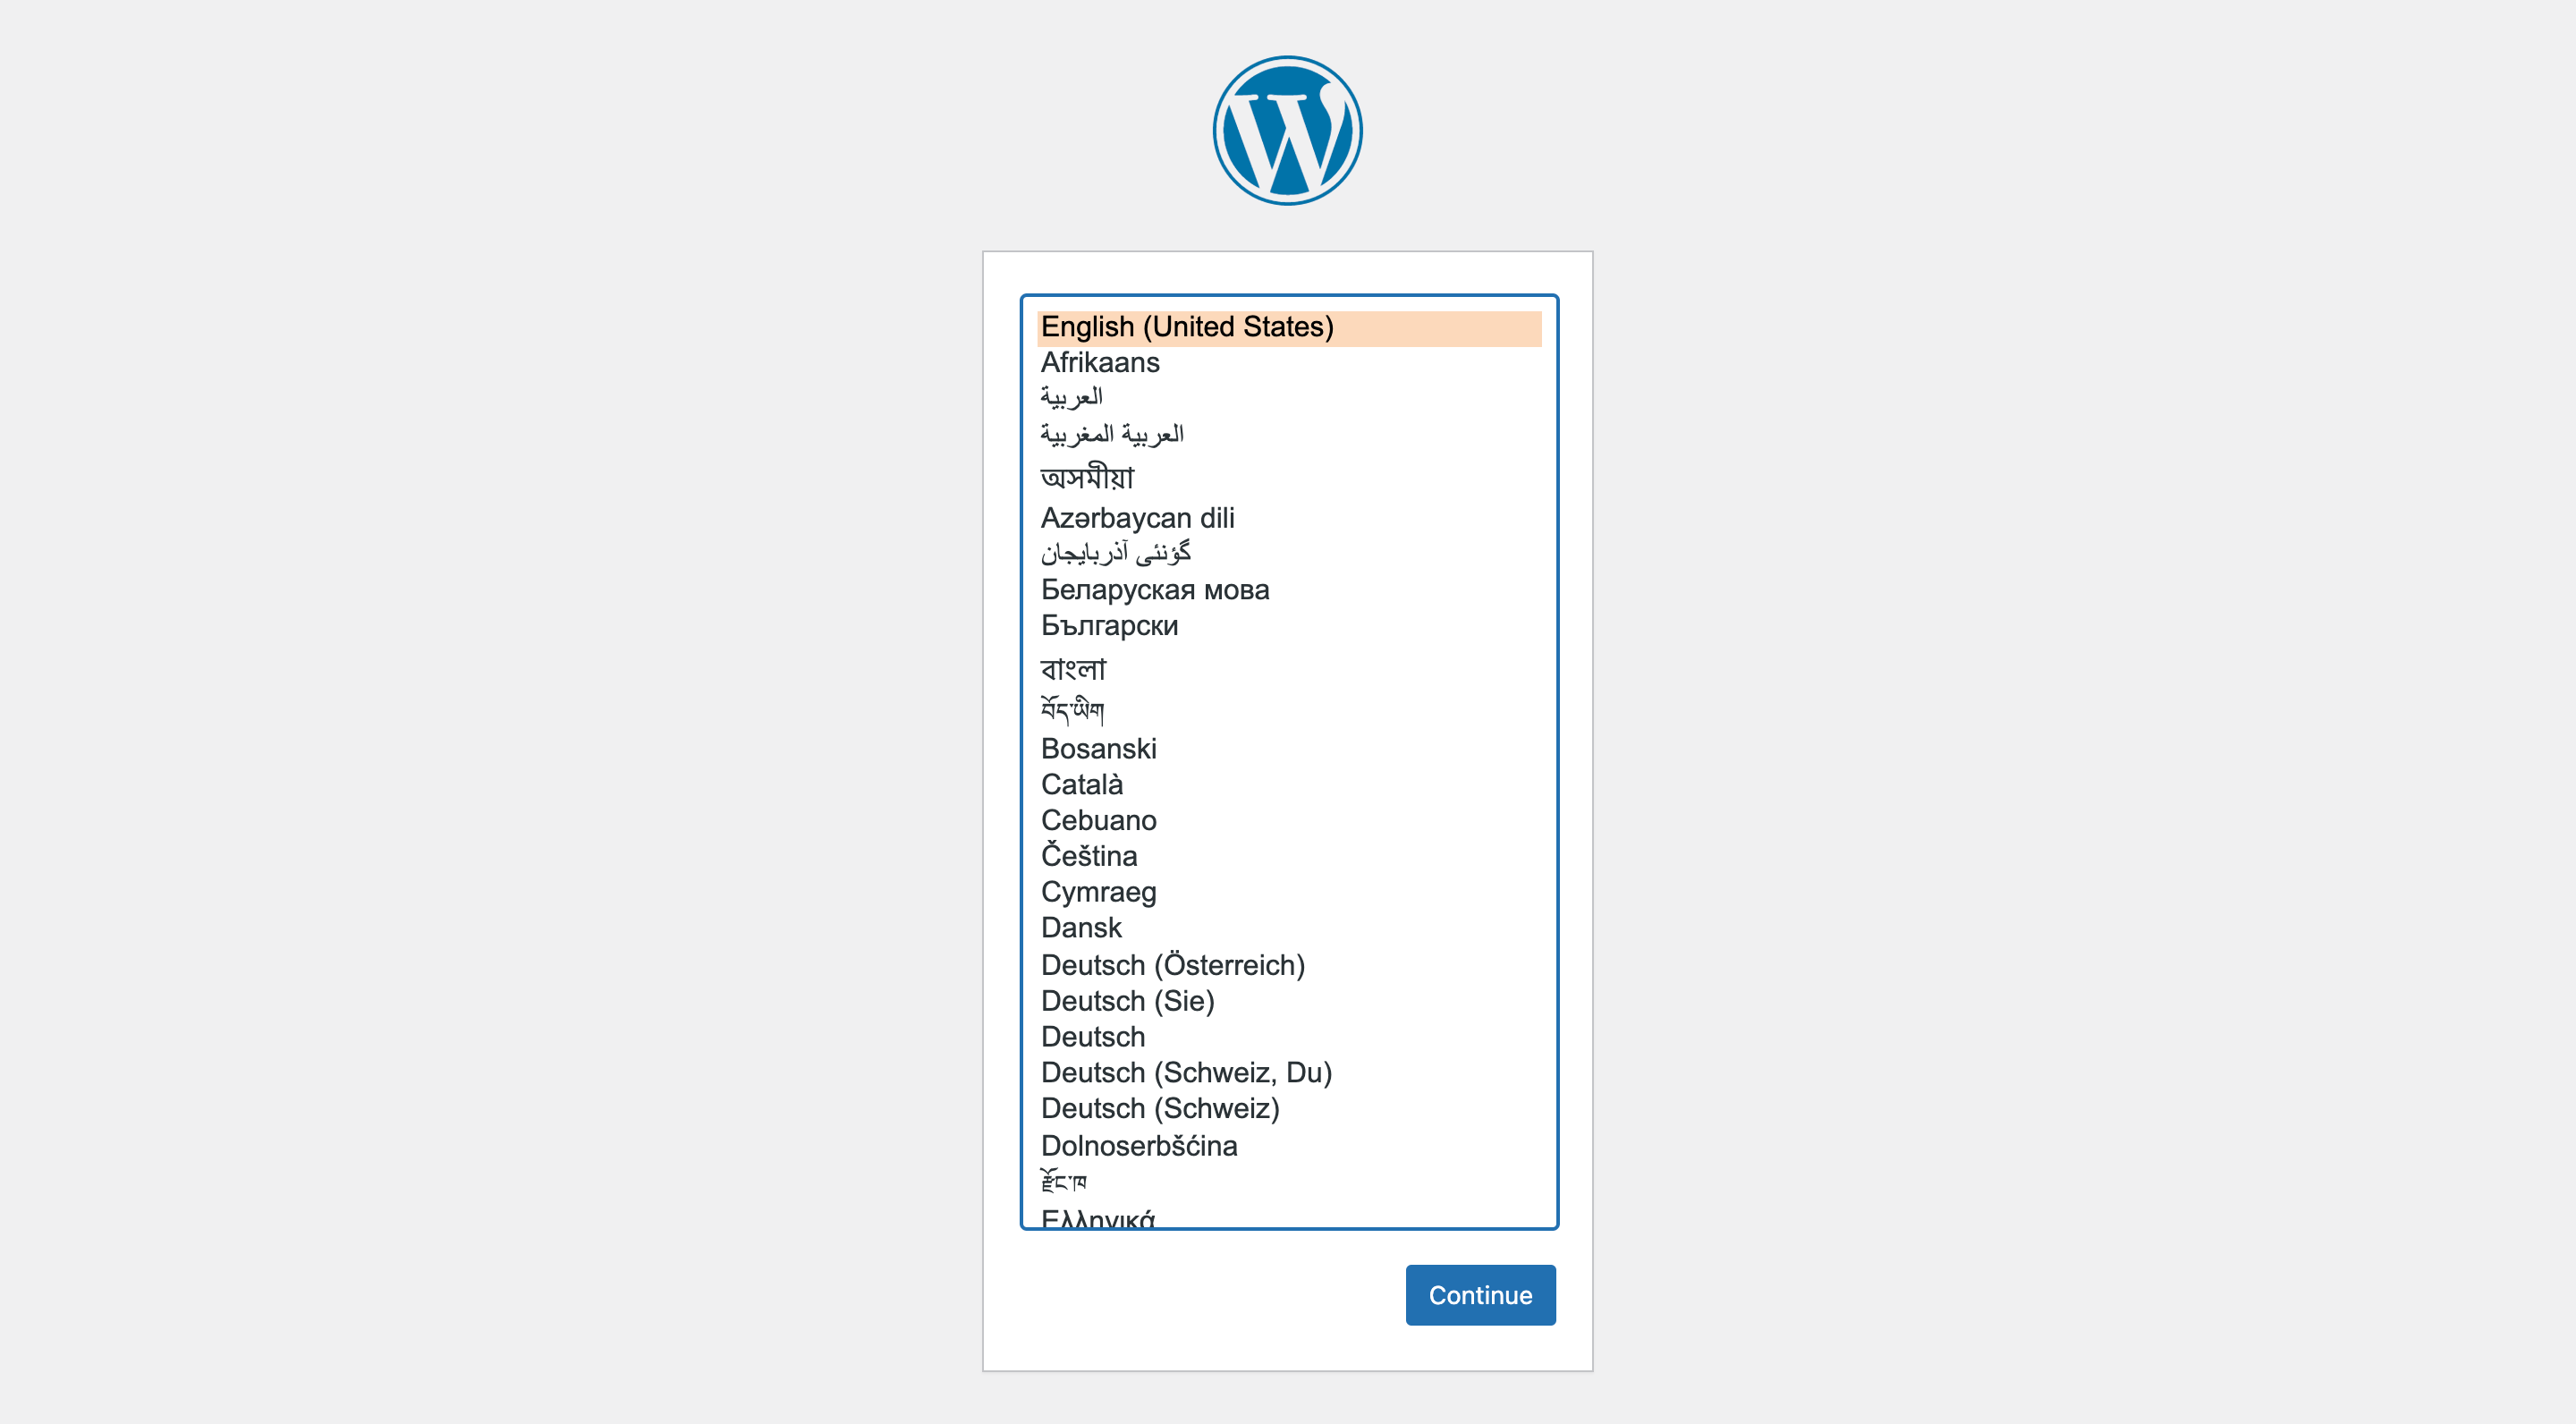 English (United States)
Afrikaans
العربية
العربية المغربية
অসমীয়া
Azərbaycan dili
گؤنئی آذربایجان
Беларуская мова
Български
বাংলা
བོད་ཡིག
Bosanski
Català
Cebuano
Čeština
Cymraeg
Dansk
Deutsch (Österreich)
Deutsch (Sie)
Deutsch
Deutsch (Schweiz, Du)
Deutsch (Schweiz)
Dolnoserbšćina
རྫོང་ཁ
Ελληνικά
Continue